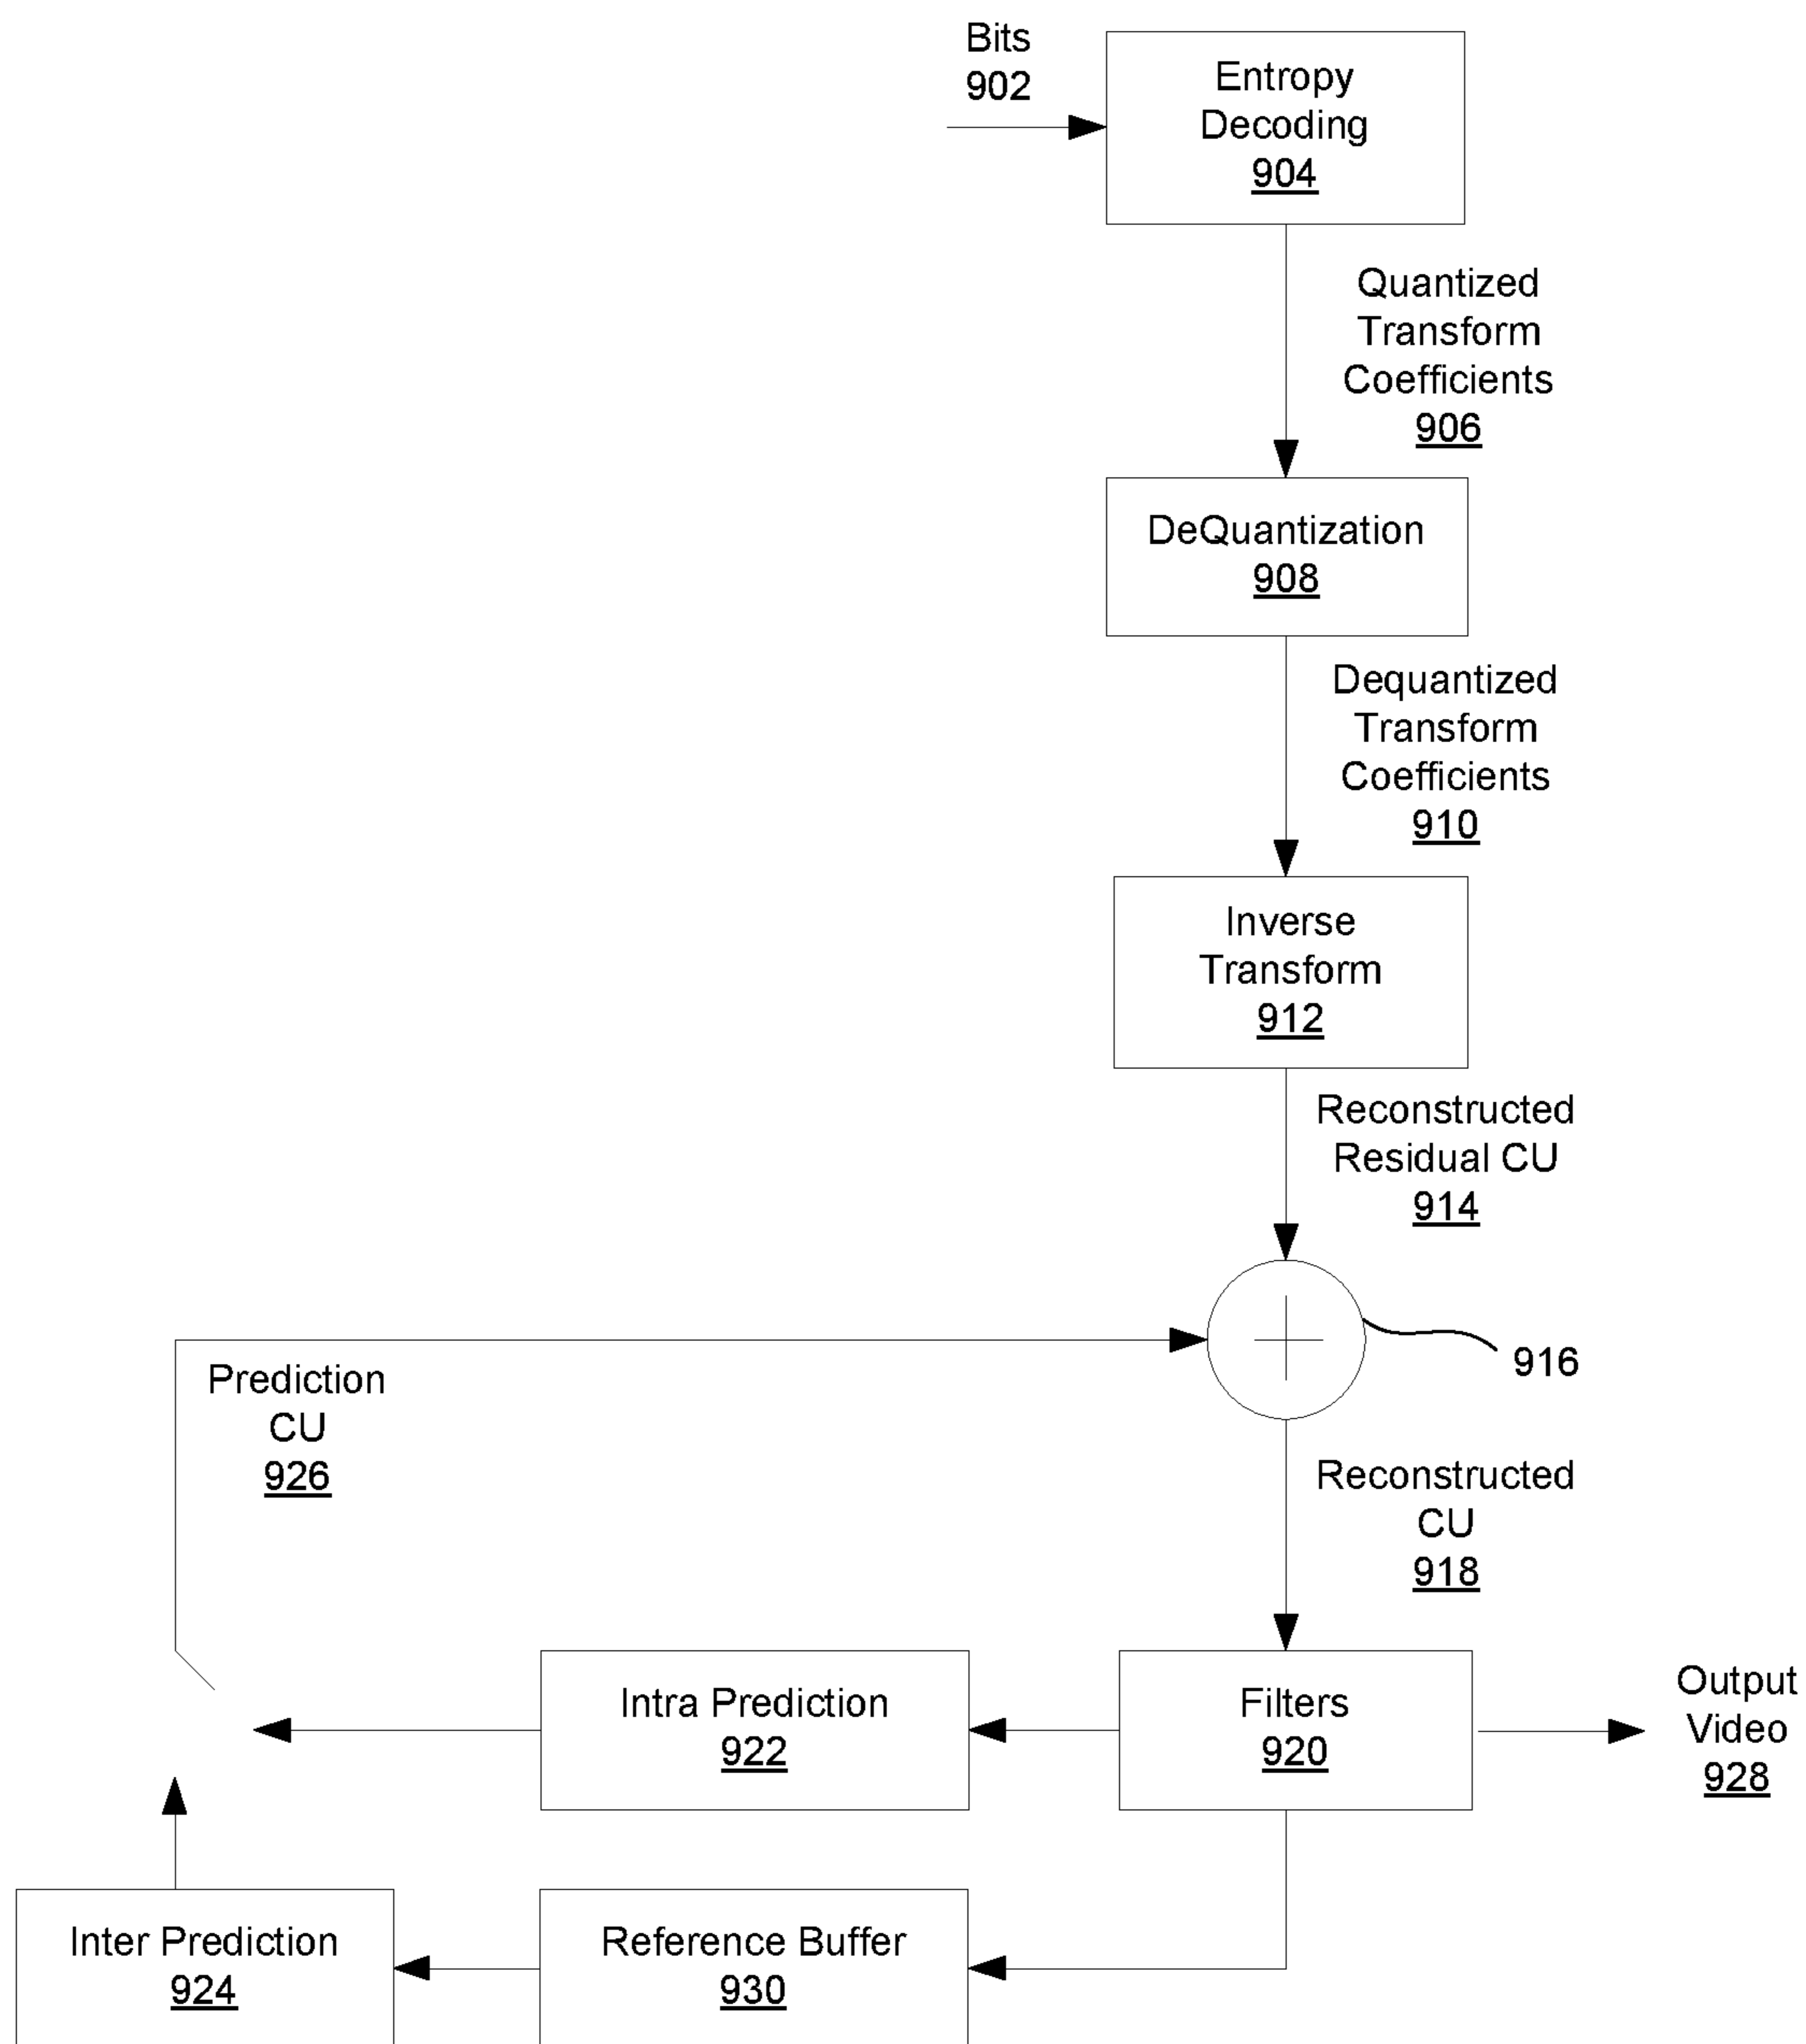 Bits
902
Entropy
Decoding
904
Quantized
Transform
Coefficients
906
DeQuantization
908
Dequantized
Transform
Coefficients
910
Inverse
Transform
912
Reconstructed
Residual CU
914
916
Prediction
CU
926
Reconstructed
CU
918
Intra Prediction
922
Filters
920
Output
Video
928
Inter Prediction
924
Reference Buffer
930